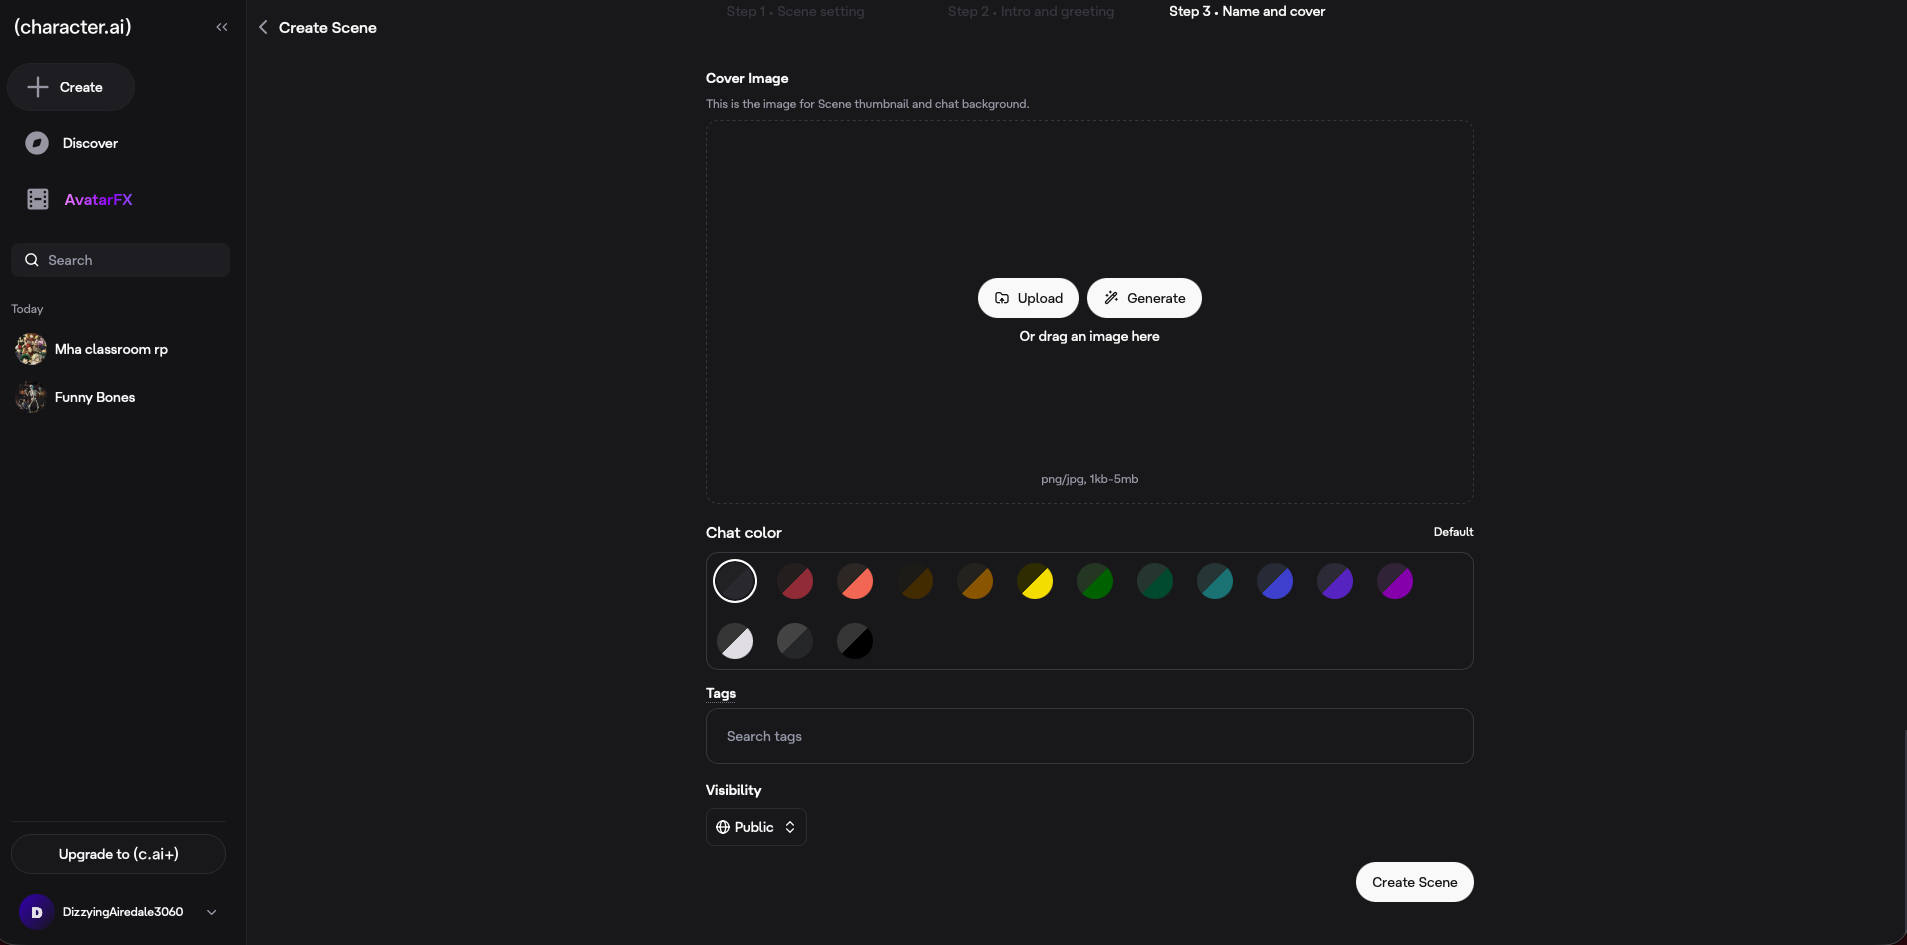 (character.ai)
Create
Discover
AvatarFX
Search
Today
Mha classroom rp
Funny Bones
Upgrade to (c.ai+)
D
DizzyingAiredale3060
Create Scene
Step 1 • Scene setting
Step 2 • Intro and greeting
Step 3 • Name and cover
Cover Image
This is the image for Scene thumbnail and chat background.
Upload
Generate
Or drag an image here
png/jpg, 1kb-5mb
Chat color
Default
Tags
Search tags
Visibility
Public
Create Scene